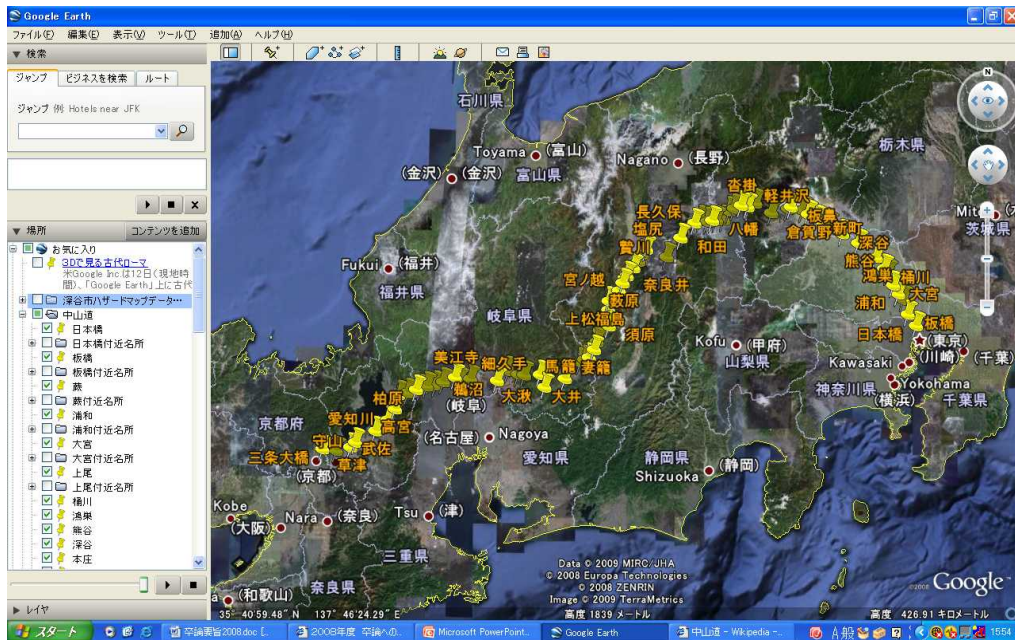 Google Earth
ファイル(F) 編集(E) 表示(V) ツール(T) 追加(A) ヘルプ(H)
▼ 検索
ジャンプ ビジネスを検索 ルート
ジャンプ 例: Hotels near JFK
▼ 場所 コンテンツを追加
お気に入り
3Dで見る古代ローマ
米Google Inc.は12日(現地時
間)、「Google Earth」上に古代
深谷市ハザードマップデータ…
中山道
日本橋
日本橋付近名所
板橋
板橋付近名所
蕨
蕨付近名所
浦和
浦和付近名所
大宮
大宮付近名所
上尾
上尾付近名所
桶川
鴻巣
熊谷
深谷
本庄
▶ レイヤ
石川県
栃木県
Toyama (富山)
富山県
Nagano (長野)
(金沢) (金沢)
沓掛 軽井沢
長久保
塩尻
和田 八幡
倉賀野 板鼻 新町
深谷
Mito
茨城県
贄川
奈良井
熊谷
鴻巣 桶川
大宮
浦和
Fukui (福井)
福井県
宮ノ越
薮原
上松 福島
須原
岐阜県
日本橋 板橋
(東京)
Kofu (甲府)
山梨県
Kawasaki (川崎)
(千葉)
千葉県
神奈川県
Yokohama
(横浜)
美江寺 細久手 馬籠 妻籠
鵜沼
(岐阜)
大湫 大井
柏原
愛知川
高宮
京都府
守山
武佐
草津
三条大橋
(京都)
(名古屋) Nagoya
愛知県
静岡県
Shizuoka (静岡)
Kobe
(大阪)
Nara (奈良)
Tsu (津)
三重県
奈良県
(和歌山)
Data © 2009 MIRC/JHA
© 2008 Europa Technologies
© 2008 ZENRIN
Image © 2009 TerraMetrics
©2008 Google
35° 40'59.48" N 137° 46'24.29" E 高度 1839 メートル 高度 426.91 キロメートル
スタート 卒論要旨2008.doc [ 2008年度 卒論への… Microsoft PowerPoint… Google Earth 中山道 - Wikipedia -… A 般 15:54